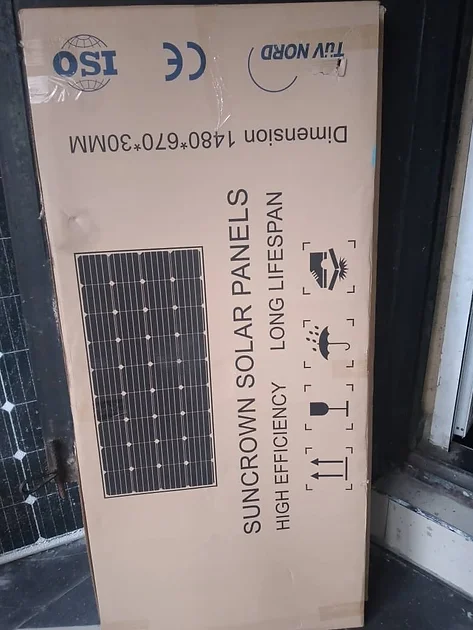 ISO
CE
TÜV NORD
Dimension 1480*670*30MM
SUNCROWN SOLAR PANELS
HIGH EFFICIENCY LONG LIFESPAN